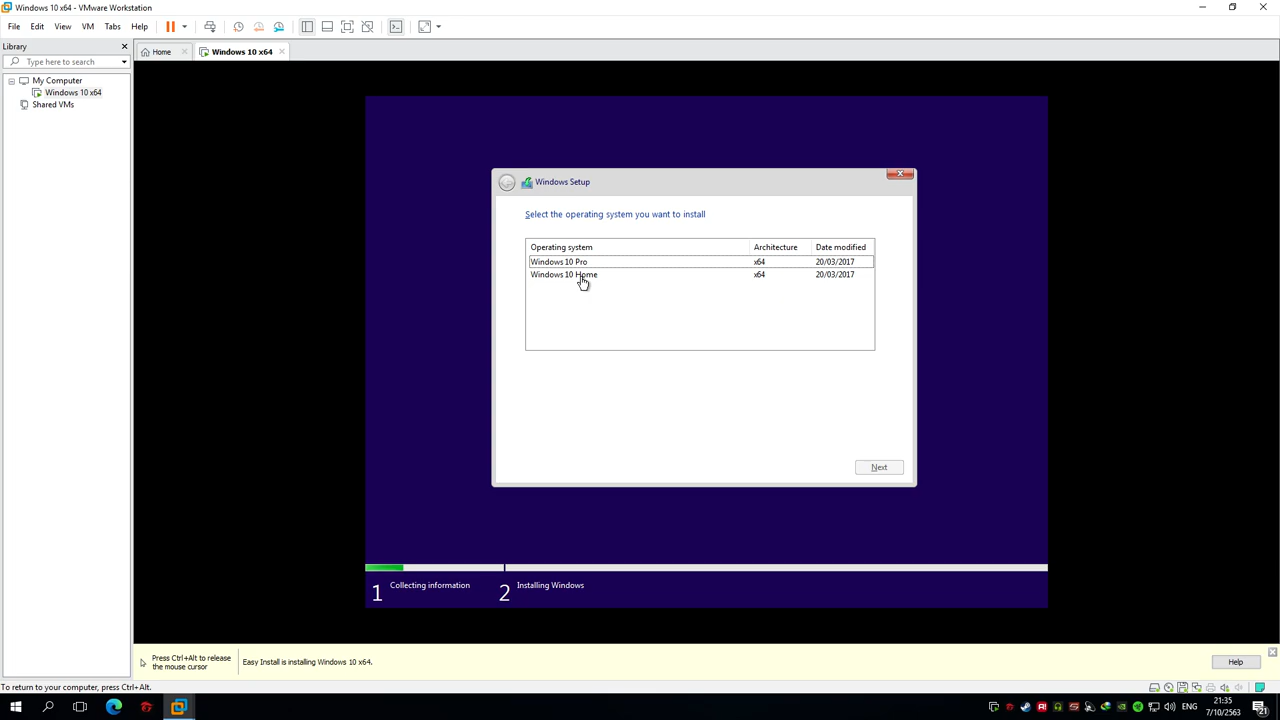 Windows 10 x64 - VMware Workstation
File Edit View VM Tabs Help
Library
Type here to search
My Computer
Windows 10 x64
Shared VMs
Home
Windows 10 x64
Windows Setup
Select the operating system you want to install
Operating system Architecture Date modified
Windows 10 Pro x64 20/03/2017
Windows 10 Home x64 20/03/2017
Next
1 Collecting information
2 Installing Windows
Press Ctrl+Alt to release
the mouse cursor
Easy Install is installing Windows 10 x64.
Help
To return to your computer, press Ctrl+Alt.
ENG
21:35
7/10/2563
21